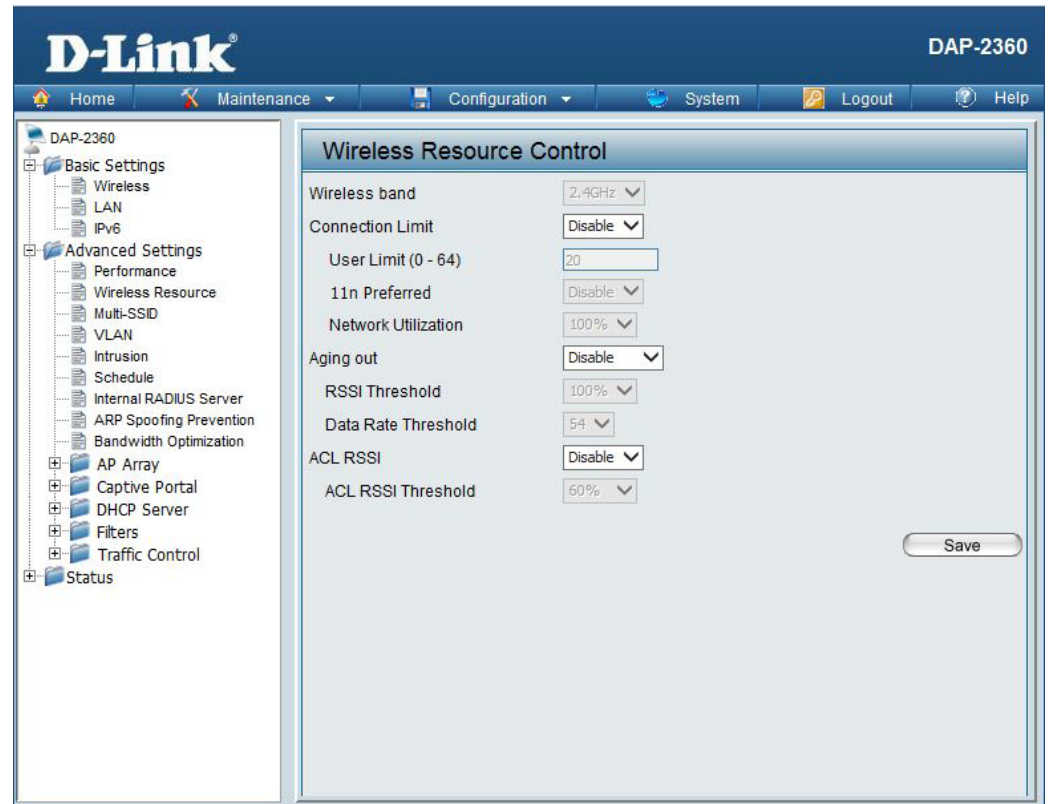 D-Link®
DAP-2360
Home Maintenance Configuration System Logout Help
DAP-2360
Basic Settings
Wireless
LAN
IPv6
Advanced Settings
Performance
Wireless Resource
Multi-SSID
VLAN
Intrusion
Schedule
Internal RADIUS Server
ARP Spoofing Prevention
Bandwidth Optimization
AP Array
Captive Portal
DHCP Server
Filters
Traffic Control
Status
Wireless Resource Control
Wireless band 2.4GHz
Connection Limit Disable
User Limit (0 - 64) 20
11n Preferred Disable
Network Utilization 100%
Aging out Disable
RSSI Threshold 100%
Data Rate Threshold 54
ACL RSSI Disable
ACL RSSI Threshold 60%
Save